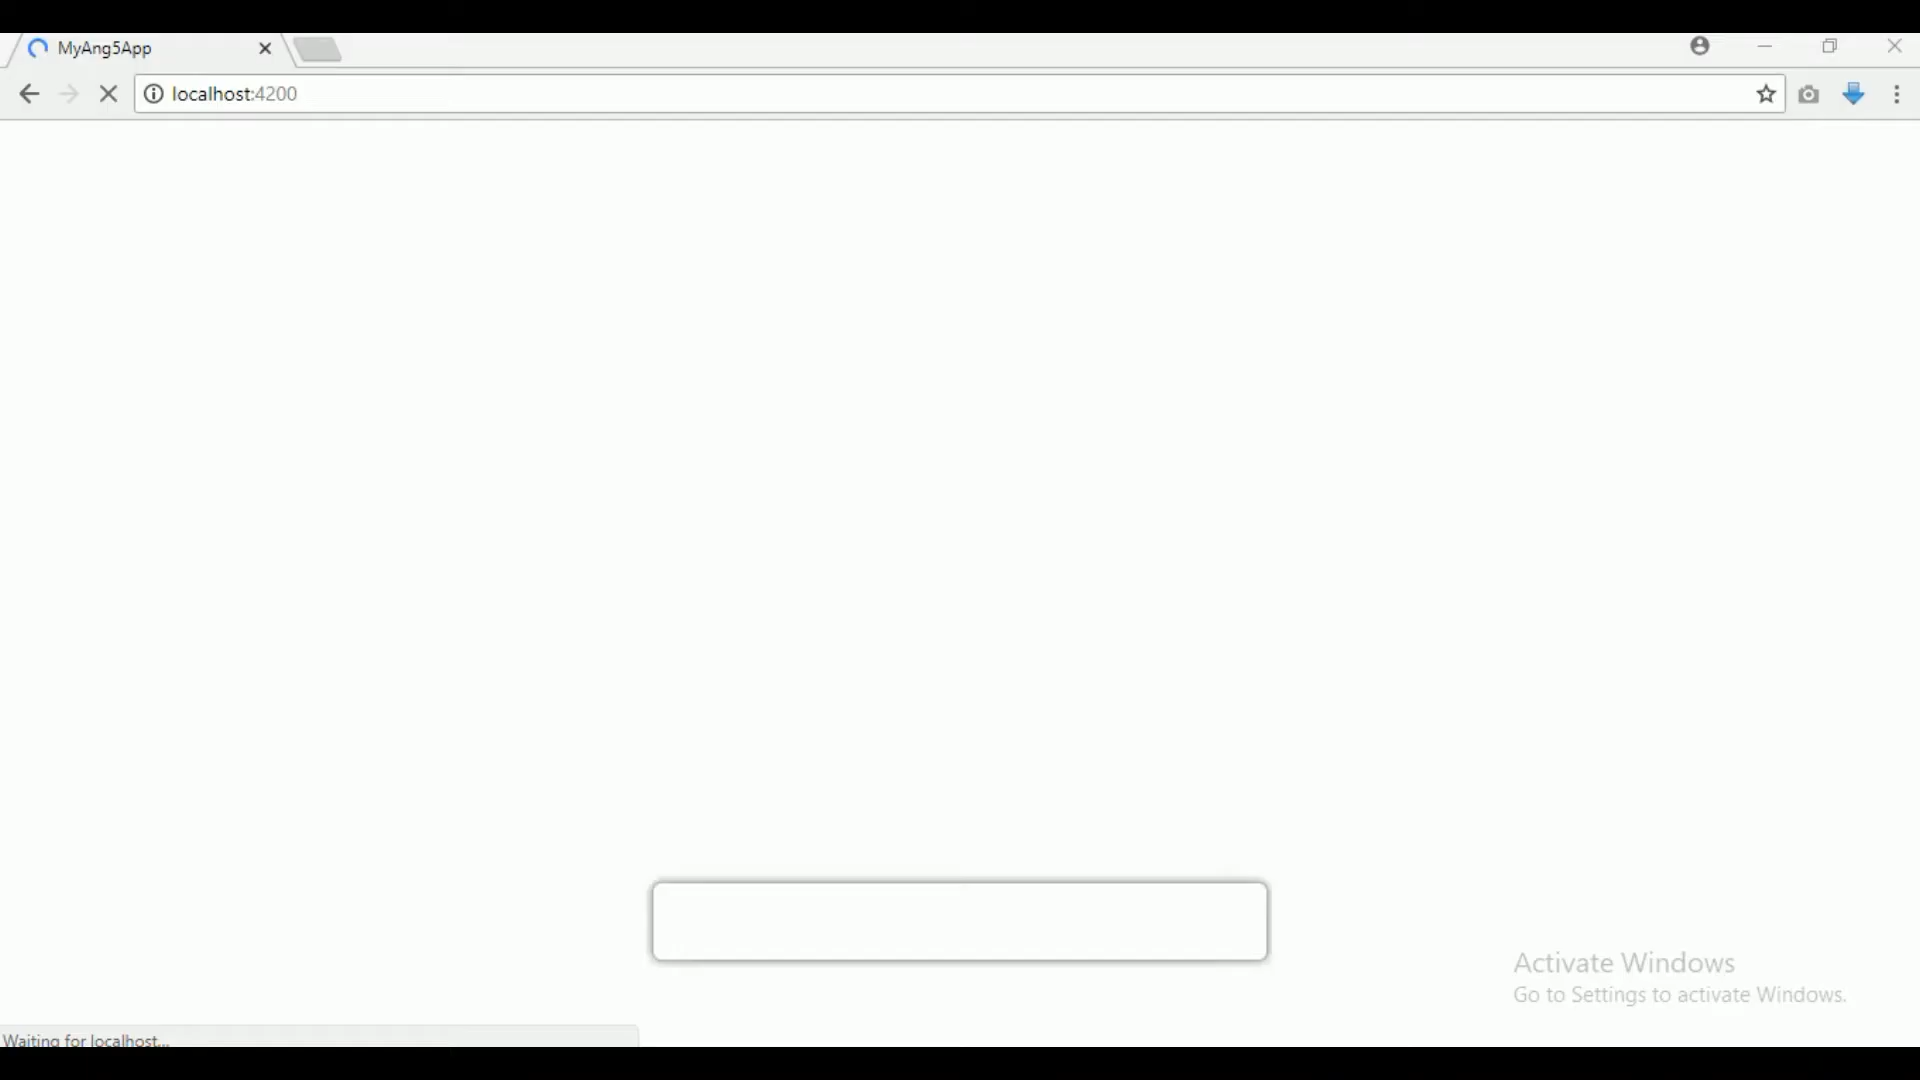 MyAng5App
localhost:4200
Activate Windows
Go to Settings to activate Windows.
Waiting for localhost...